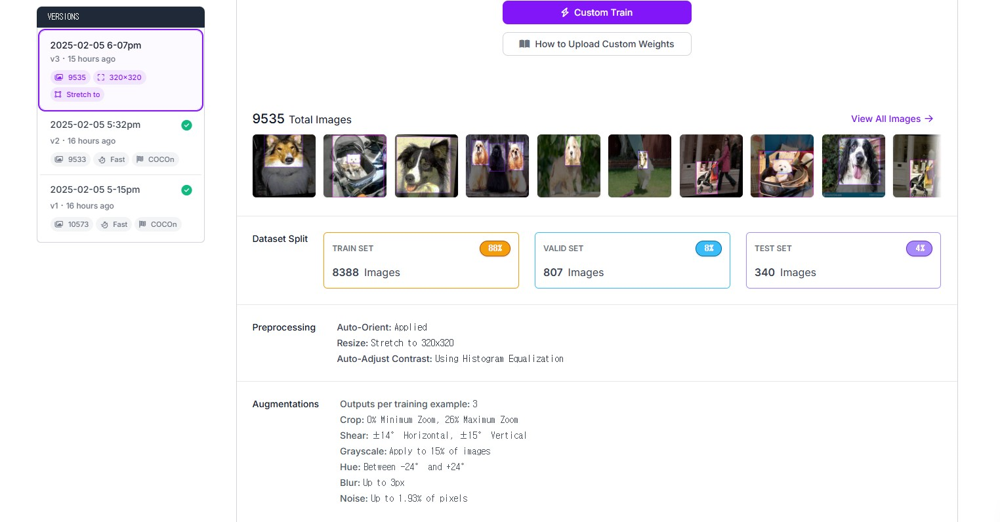 VERSIONS
2025-02-05 6-07pm
v3 · 15 hours ago
9535 320×320
Stretch to
2025-02-05 5:32pm
v2 · 16 hours ago
9533 Fast COCOn
2025-02-05 5-15pm
v1 · 16 hours ago
10573 Fast COCOn
Custom Train
How to Upload Custom Weights
9535 Total Images
View All Images →
Dataset Split
TRAIN SET 88%
8388 Images
VALID SET 8%
807 Images
TEST SET 4%
340 Images
Preprocessing
Auto-Orient: Applied
Resize: Stretch to 320x320
Auto-Adjust Contrast: Using Histogram Equalization
Augmentations
Outputs per training example: 3
Crop: 0% Minimum Zoom, 26% Maximum Zoom
Shear: ±14° Horizontal, ±15° Vertical
Grayscale: Apply to 15% of images
Hue: Between -24° and +24°
Blur: Up to 3px
Noise: Up to 1.93% of pixels